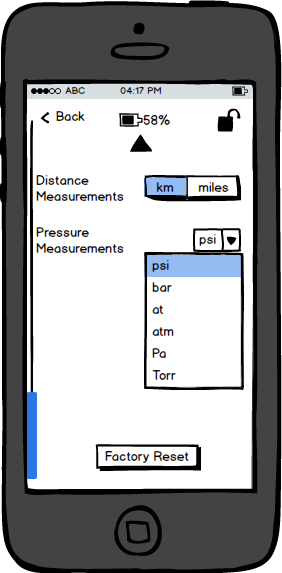 ABC 04:17 PM
Back 58%
Distance
Measurements
km miles
Pressure
Measurements
psi
psi
bar
at
atm
Pa
Torr
Factory Reset